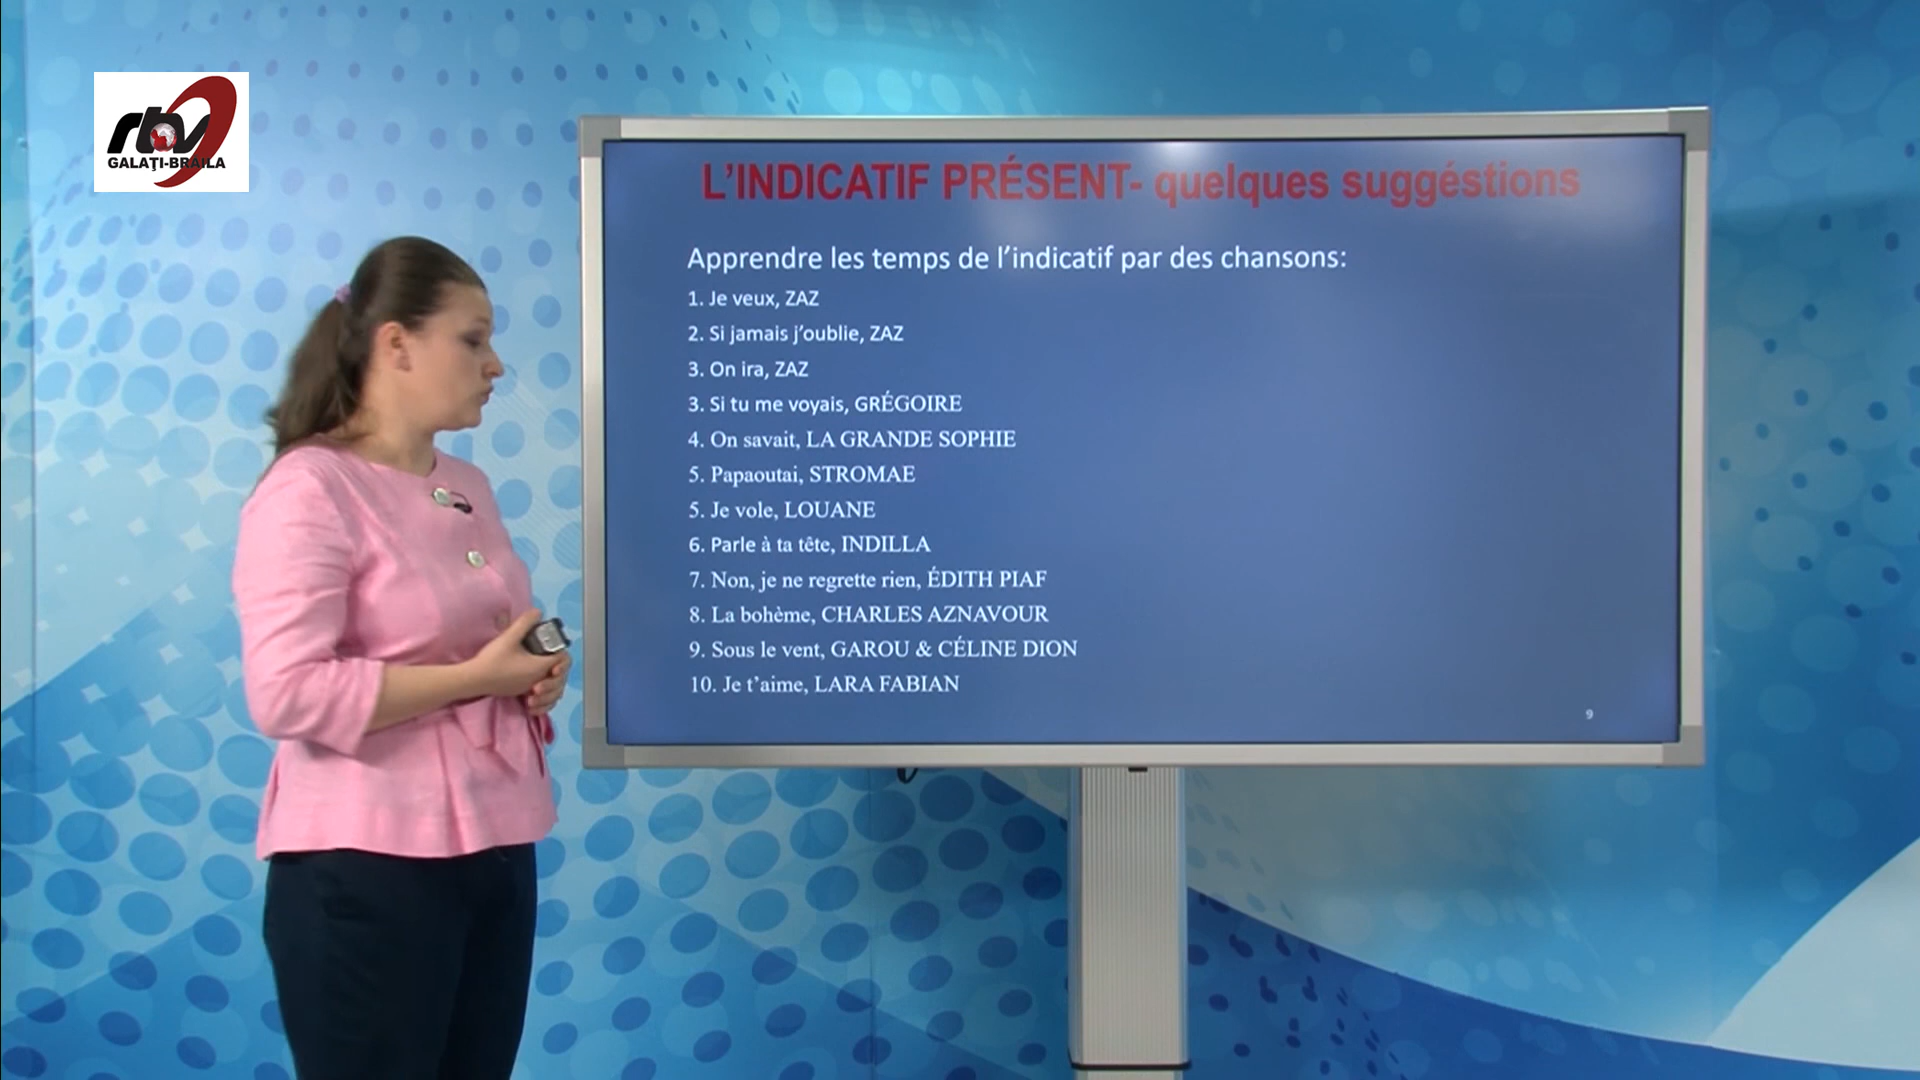 rtv
GALAŢI-BRAILA
L’INDICATIF PRÉSENT- quelques suggéstions
Apprendre les temps de l’indicatif par des chansons:
1. Je veux, ZAZ
2. Si jamais j’oublie, ZAZ
3. On ira, ZAZ
3. Si tu me voyais, GRÉGOIRE
4. On savait, LA GRANDE SOPHIE
5. Papaoutai, STROMAE
5. Je vole, LOUANE
6. Parle à ta tête, INDILLA
7. Non, je ne regrette rien, ÉDITH PIAF
8. La bohème, CHARLES AZNAVOUR
9. Sous le vent, GAROU & CÉLINE DION
10. Je t’aime, LARA FABIAN
9